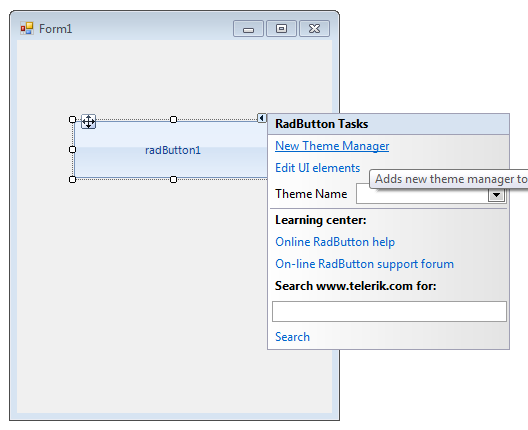 Form1
radButton1
RadButton Tasks
New Theme Manager
Edit UI elements
Adds new theme manager to
Theme Name
Learning center:
Online RadButton help
On-line RadButton support forum
Search www.telerik.com for:
Search